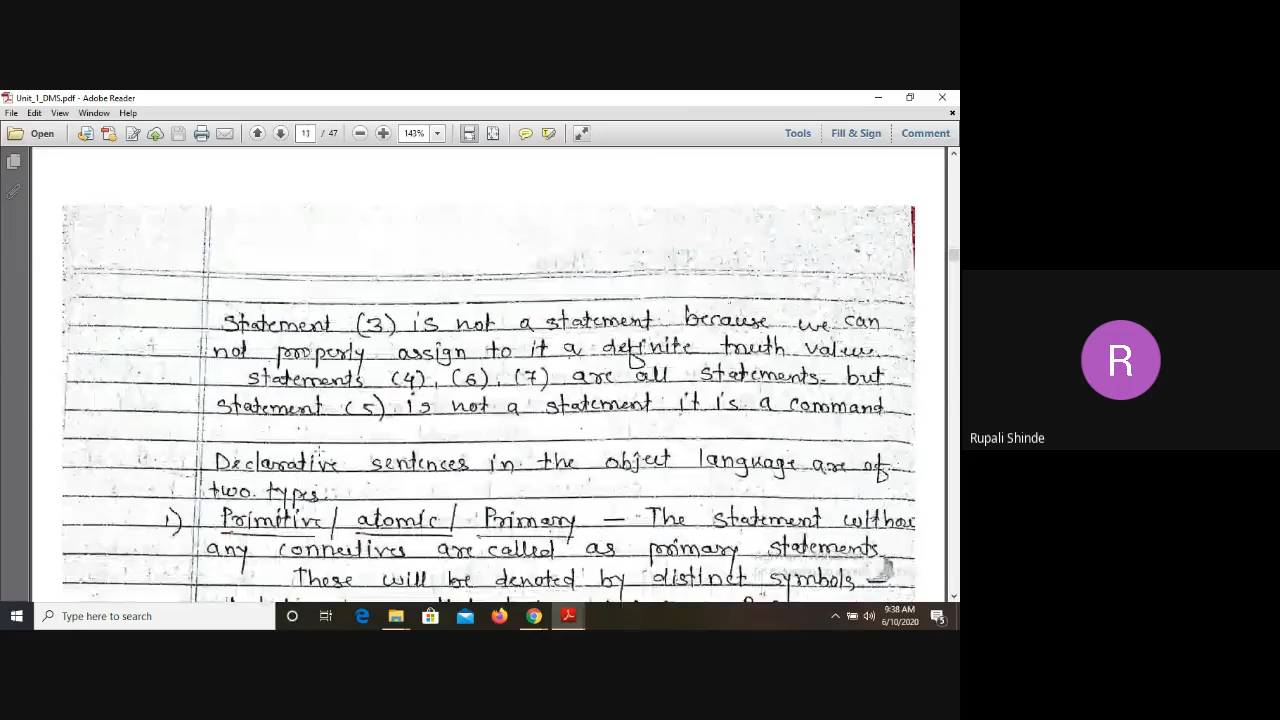 Unit_1_DMS.pdf - Adobe Reader
File Edit View Window Help
Open 11 / 47 143% Tools Fill & Sign Comment
Statement (3) is not a statement because we can
not properly assign to it a definite truth value.
Statements (4), (6), (7) are all statements. but
Statement (5) is not a statement it is a command
Declarative sentences in the object language are of
two types.
1) Primitive / atomic / Primary — The statement withou
any connectives are called as primary statements.
These will be denoted by distinct symbols —
R
Rupali Shinde
Type here to search
9:38 AM
6/10/2020
5